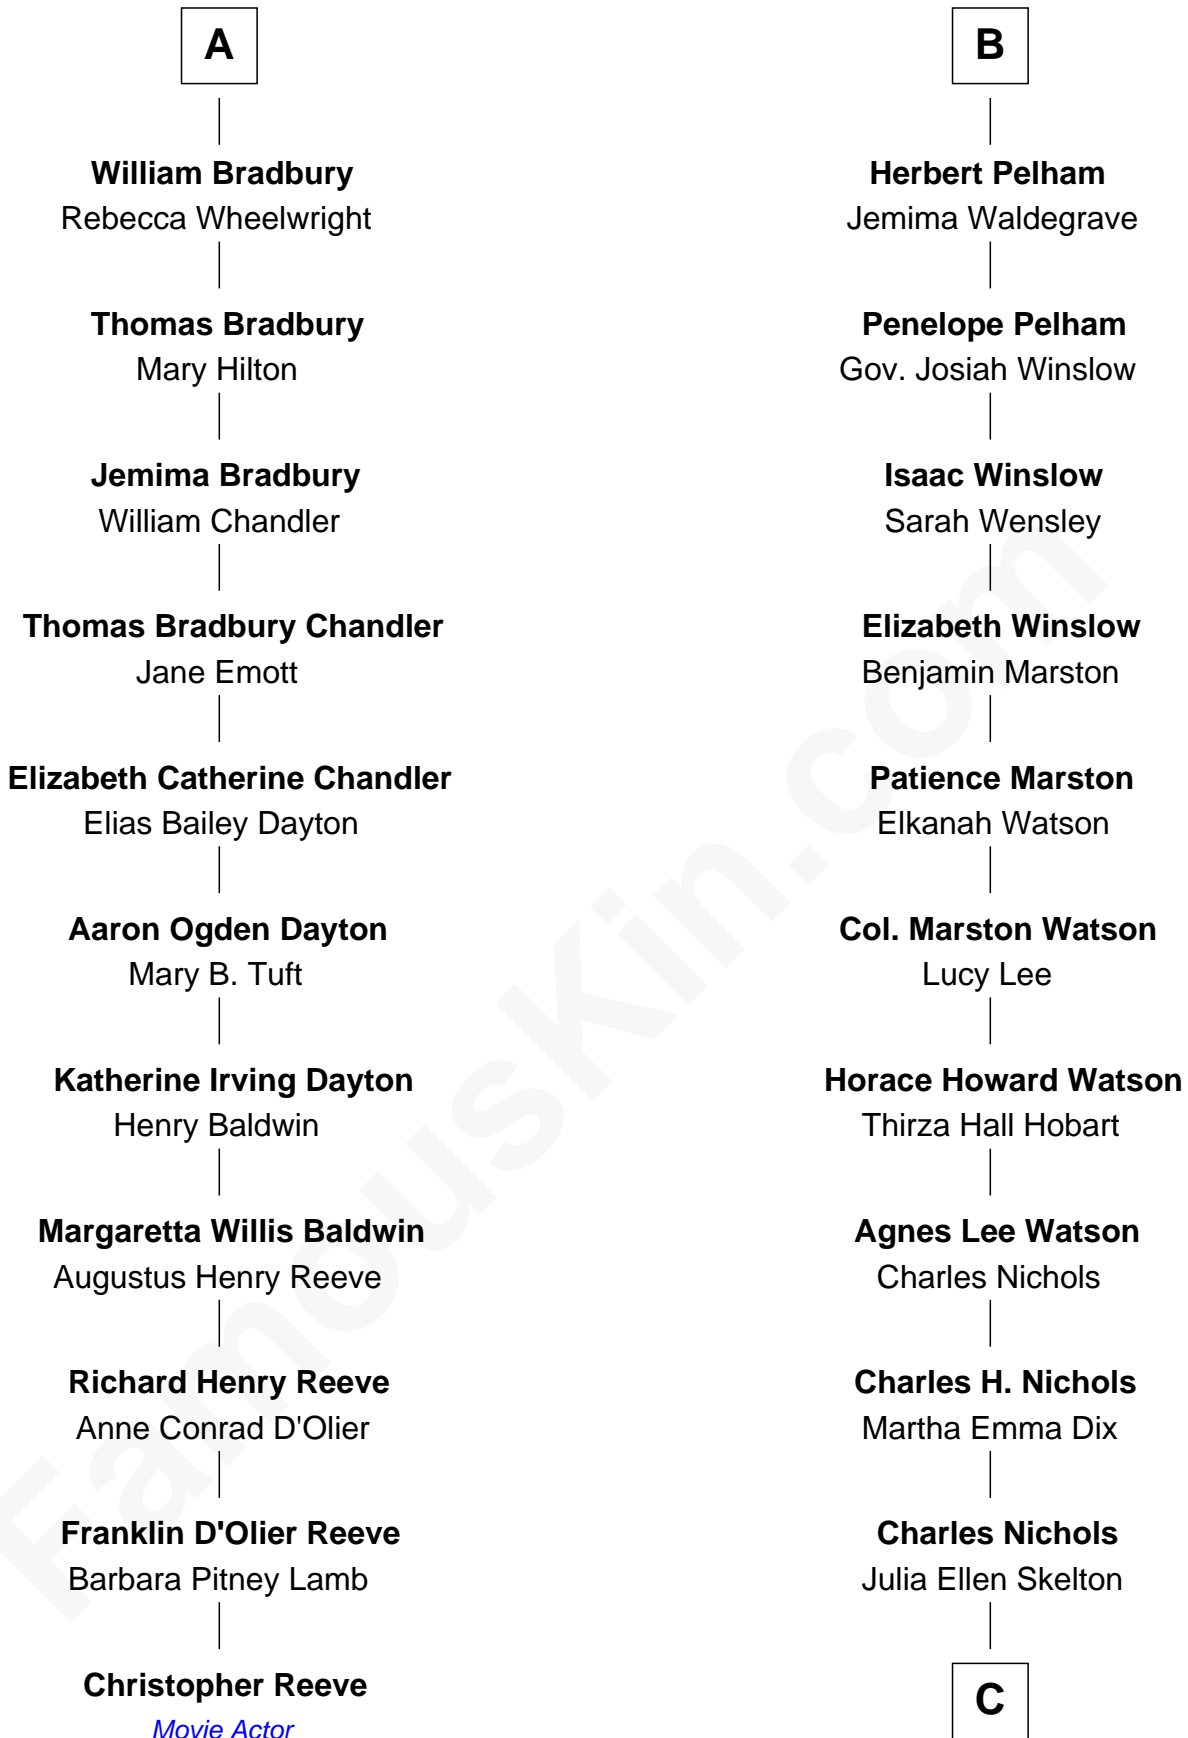 A
William Bradbury
Rebecca Wheelwright
Thomas Bradbury
Mary Hilton
Jemima Bradbury
William Chandler
Thomas Bradbury Chandler
Jane Emott
Elizabeth Catherine Chandler
Elias Bailey Dayton
Aaron Ogden Dayton
Mary B. Tuft
Katherine Irving Dayton
Henry Baldwin
Margaretta Willis Baldwin
Augustus Henry Reeve
Richard Henry Reeve
Anne Conrad D'Olier
Franklin D'Olier Reeve
Barbara Pitney Lamb
Christopher Reeve
Movie Actor
B
Herbert Pelham
Jemima Waldegrave
Penelope Pelham
Gov. Josiah Winslow
Isaac Winslow
Sarah Wensley
Elizabeth Winslow
Benjamin Marston
Patience Marston
Elkanah Watson
Col. Marston Watson
Lucy Lee
Horace Howard Watson
Thirza Hall Hobart
Agnes Lee Watson
Charles Nichols
Charles H. Nichols
Martha Emma Dix
Charles Nichols
Julia Ellen Skelton
C
FamousKin.com